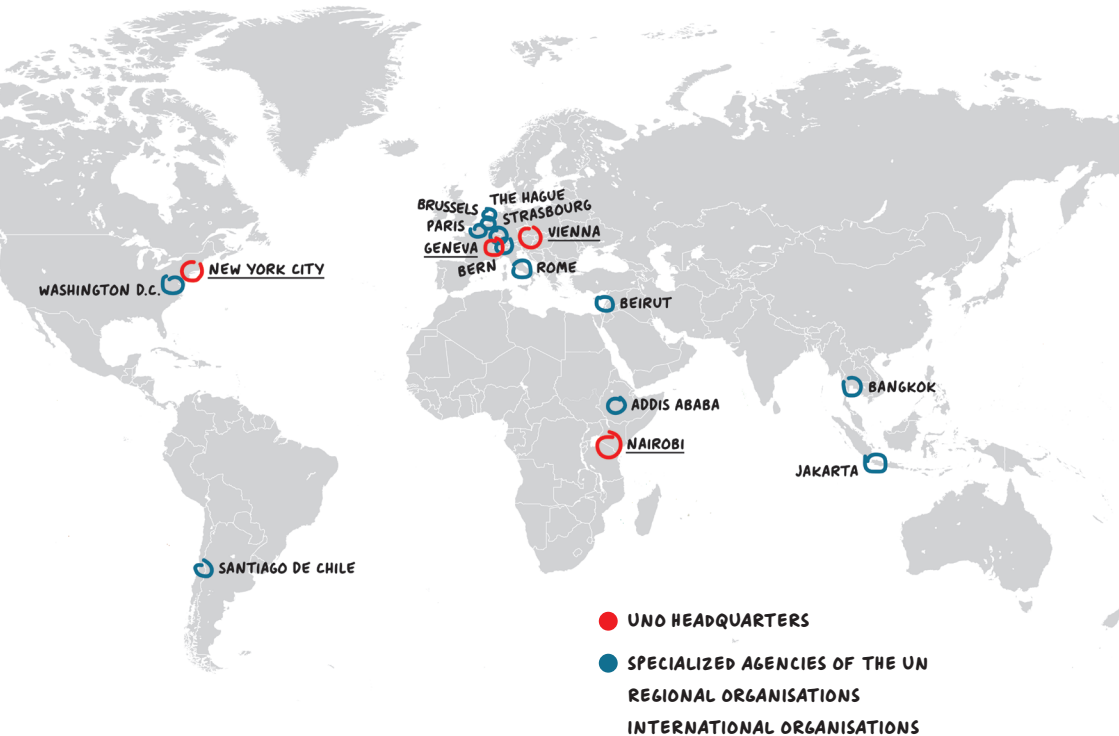 THE HAGUE
BRUSSELS
STRASBOURG
PARIS
VIENNA
GENEVA
BERN
ROME
NEW YORK CITY
WASHINGTON D.C.
BEIRUT
BANGKOK
ADDIS ABABA
NAIROBI
JAKARTA
SANTIAGO DE CHILE
UNO HEADQUARTERS
SPECIALIZED AGENCIES OF THE UN
REGIONAL ORGANISATIONS
INTERNATIONAL ORGANISATIONS